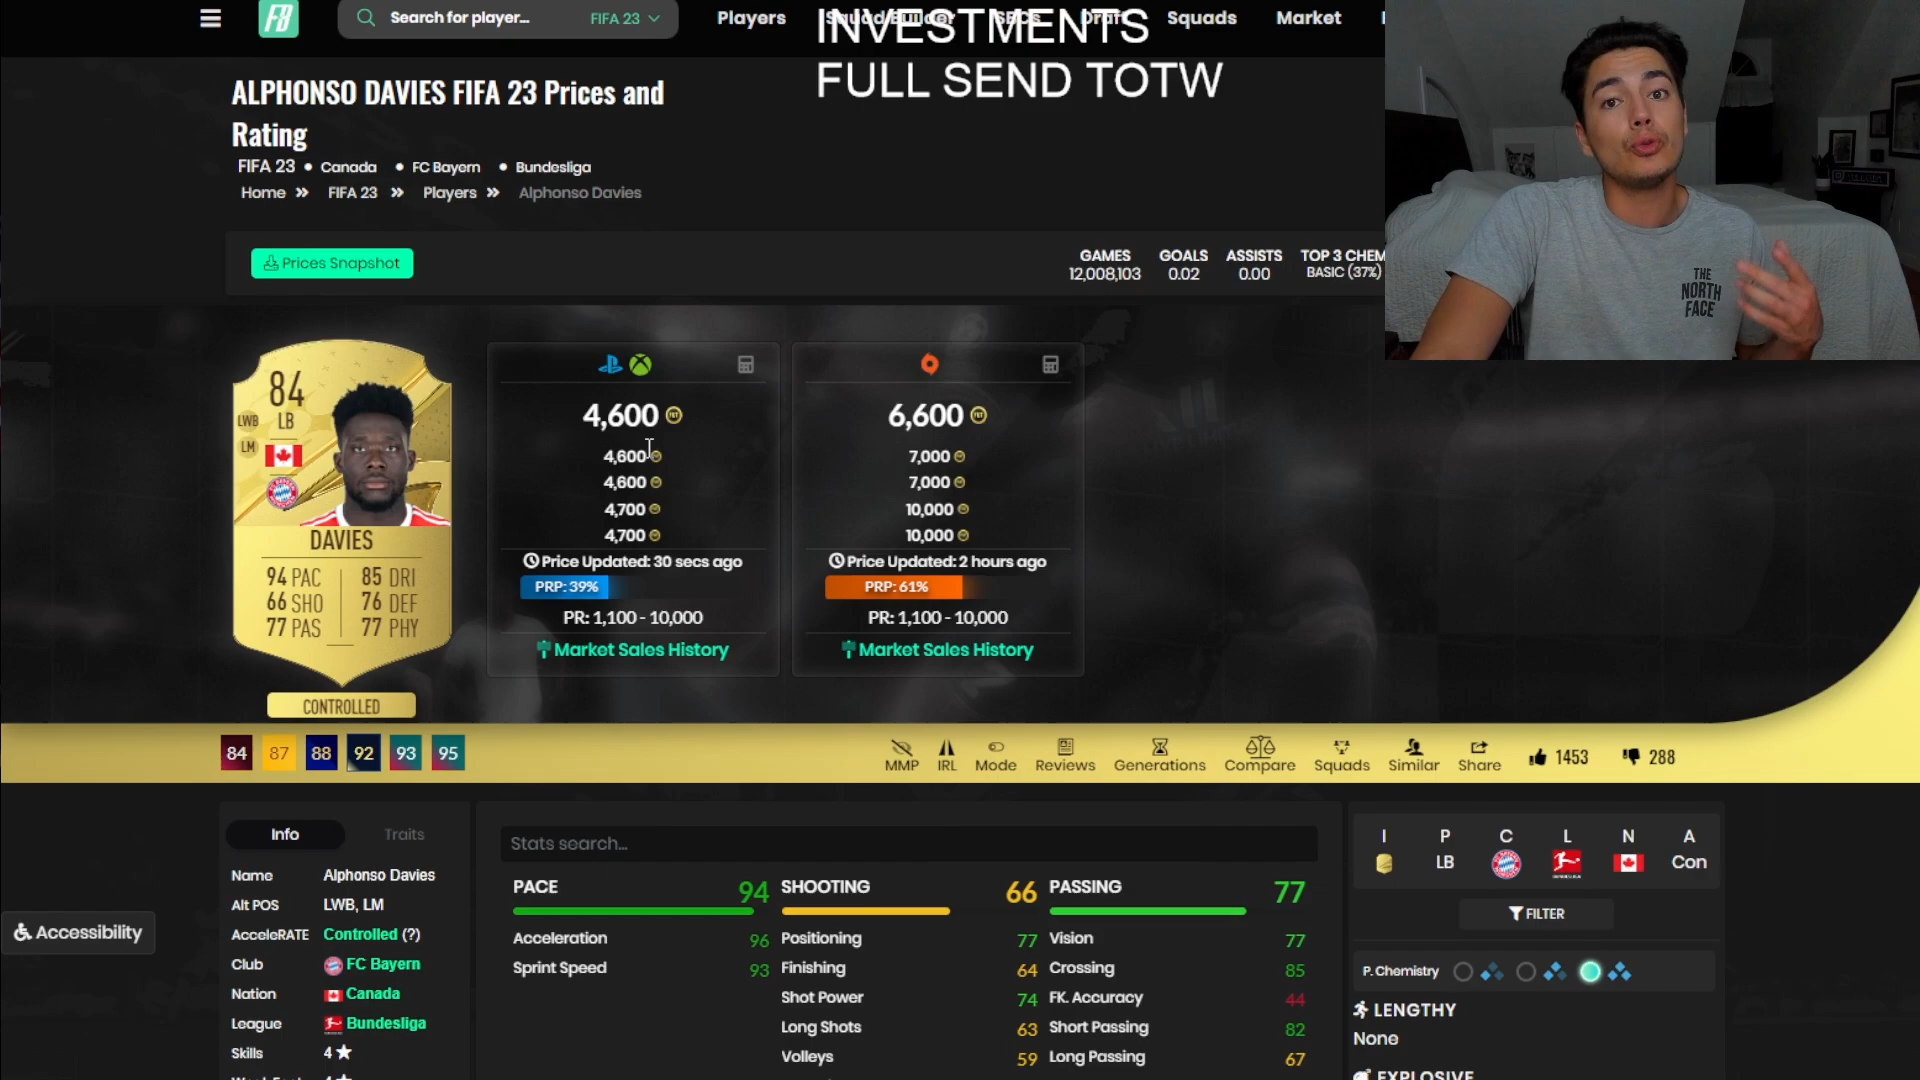 FB
Search for player...
FIFA 23
Players
Squad Builder
SBCs
Draft
Squads
Market
INVESTMENTS
FULL SEND TOTW
ALPHONSO DAVIES FIFA 23 Prices and
Rating
FIFA 23 • Canada • FC Bayern • Bundesliga
Home » FIFA 23 » Players » Alphonso Davies
Prices Snapshot
GAMES GOALS ASSISTS TOP 3 CHEM
12,008,103 0.02 0.00 BASIC (37%)
THE
NORTH
FACE
84
LWB LB
LM
DAVIES
94 PAC 85 DRI
66 SHO 76 DEF
77 PAS 77 PHY
CONTROLLED
4,600
4,600
4,600
4,700
4,700
Price Updated: 30 secs ago
PRP: 39%
PR: 1,100 - 10,000
Market Sales History
6,600
7,000
7,000
10,000
10,000
Price Updated: 2 hours ago
PRP: 61%
PR: 1,100 - 10,000
Market Sales History
84 87 88 92 93 95
MMP IRL Mode Reviews Generations Compare Squads Similar Share 1453 288
Info Traits
Name Alphonso Davies
Alt POS LWB, LM
AcceleRATE Controlled (?)
Club FC Bayern
Nation Canada
League Bundesliga
Skills 4
Accessibility
Stats search...
PACE 94
Acceleration 96
Sprint Speed 93
SHOOTING 66
Positioning 77
Finishing 64
Shot Power 74
Long Shots 63
Volleys 59
PASSING 77
Vision 77
Crossing 85
FK. Accuracy 44
Short Passing 82
Long Passing 67
I P C L N A
LB Con
FILTER
P. Chemistry
LENGTHY
None
EXPLOSIVE